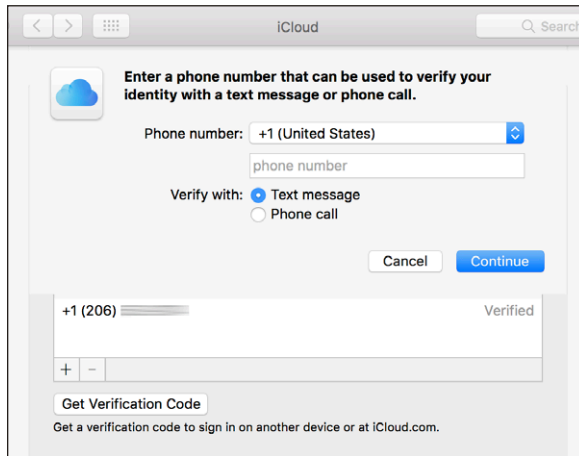 iCloud
Search
Enter a phone number that can be used to verify your
identity with a text message or phone call.
Phone number: +1 (United States)
phone number
Verify with: Text message
Phone call
Cancel Continue
+1 (206) Verified
+ −
Get Verification Code
Get a verification code to sign in on another device or at iCloud.com.